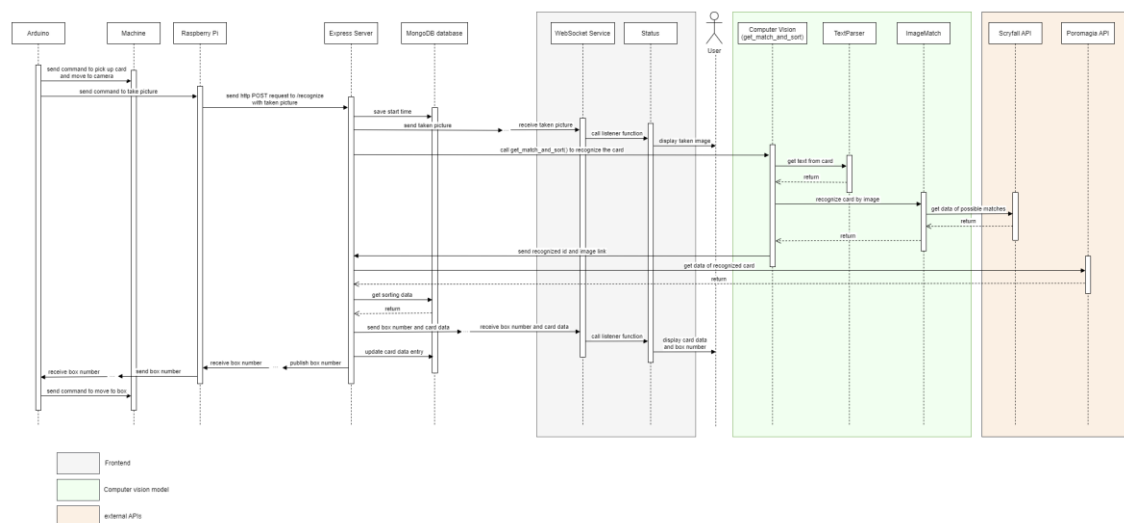 Arduino
Machine
Raspberry Pi
Express Server
MongoDB database
WebSocket Service
Status
User
Computer Vision
(get_match_and_sort)
TextParser
ImageMatch
Scryfall API
Poromagia API
send command to pick up card
and move to camera
send command to take picture
send http POST request to /recognize
with taken picture
save start time
send taken picture
receive taken picture
call listener function
display taken image
call get_match_and_sort() to recognize the card
get text from card
return
recognize card by image
get data of possible matches
return
return
send recognized id and image link
get data of recognized card
return
get sorting data
return
send box number and card data
receive box number and card data
call listener function
display card data
and box number
update card data entry
publish box number
receive box number
send box number
receive box number
send command to move to box
Frontend
Computer vision model
external APIs